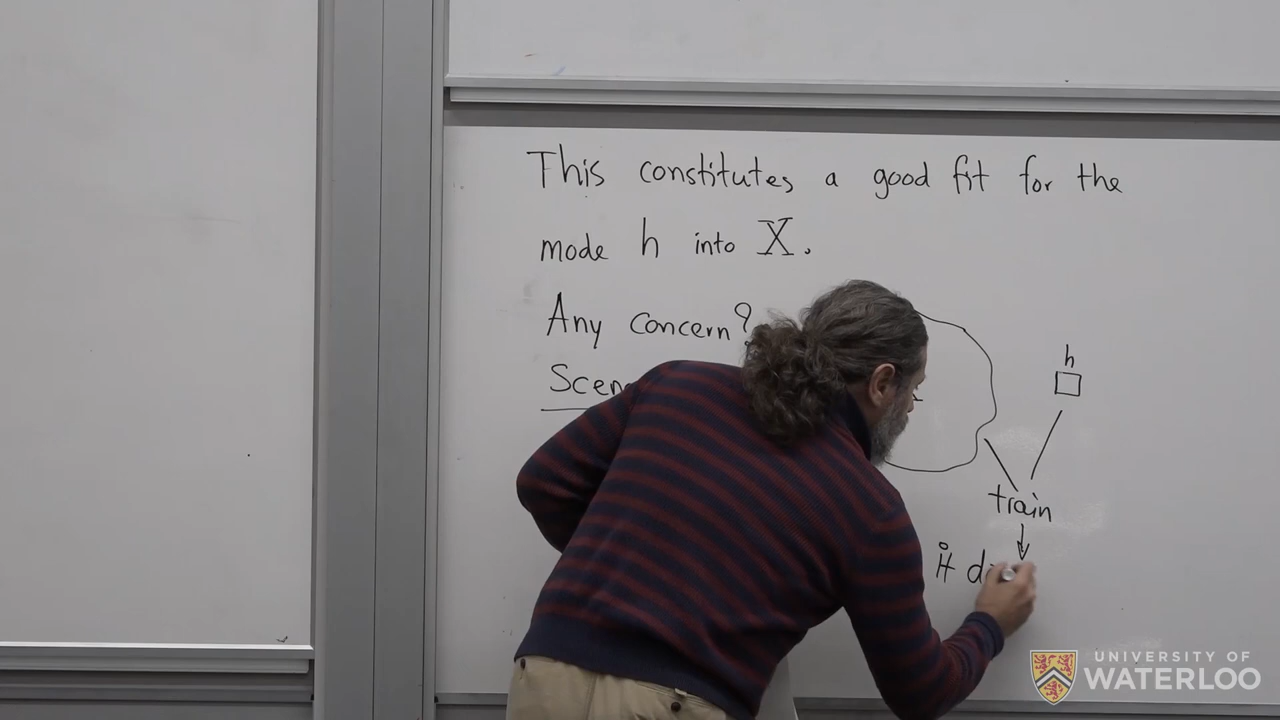 This constitutes a good fit for the
mode h into X.
Any concern?
Scen
h
train
it d
UNIVERSITY OF
WATERLOO